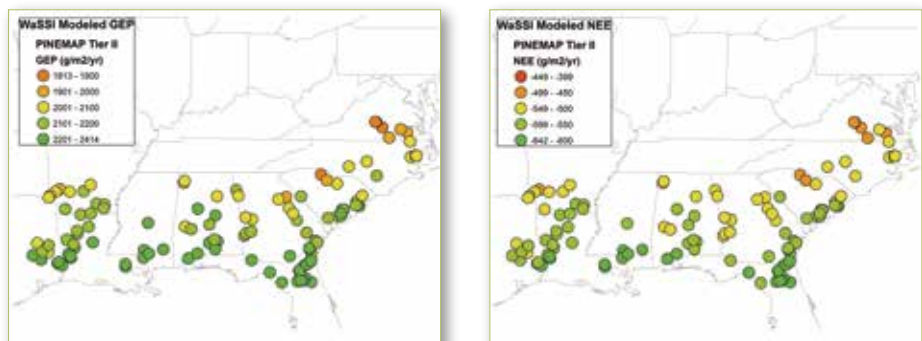 WaSSI Modeled GEP
PINEMAP Tier II
GEP (g/m2/yr)
1813 - 1900
1901 - 2000
2001 - 2100
2101 - 2200
2201 - 2414
WaSSI Modeled NEE
PINEMAP Tier II
NEE (g/m2/yr)
-449 - -399
-499 - -450
-549 - -500
-599 - -550
-642 - -600